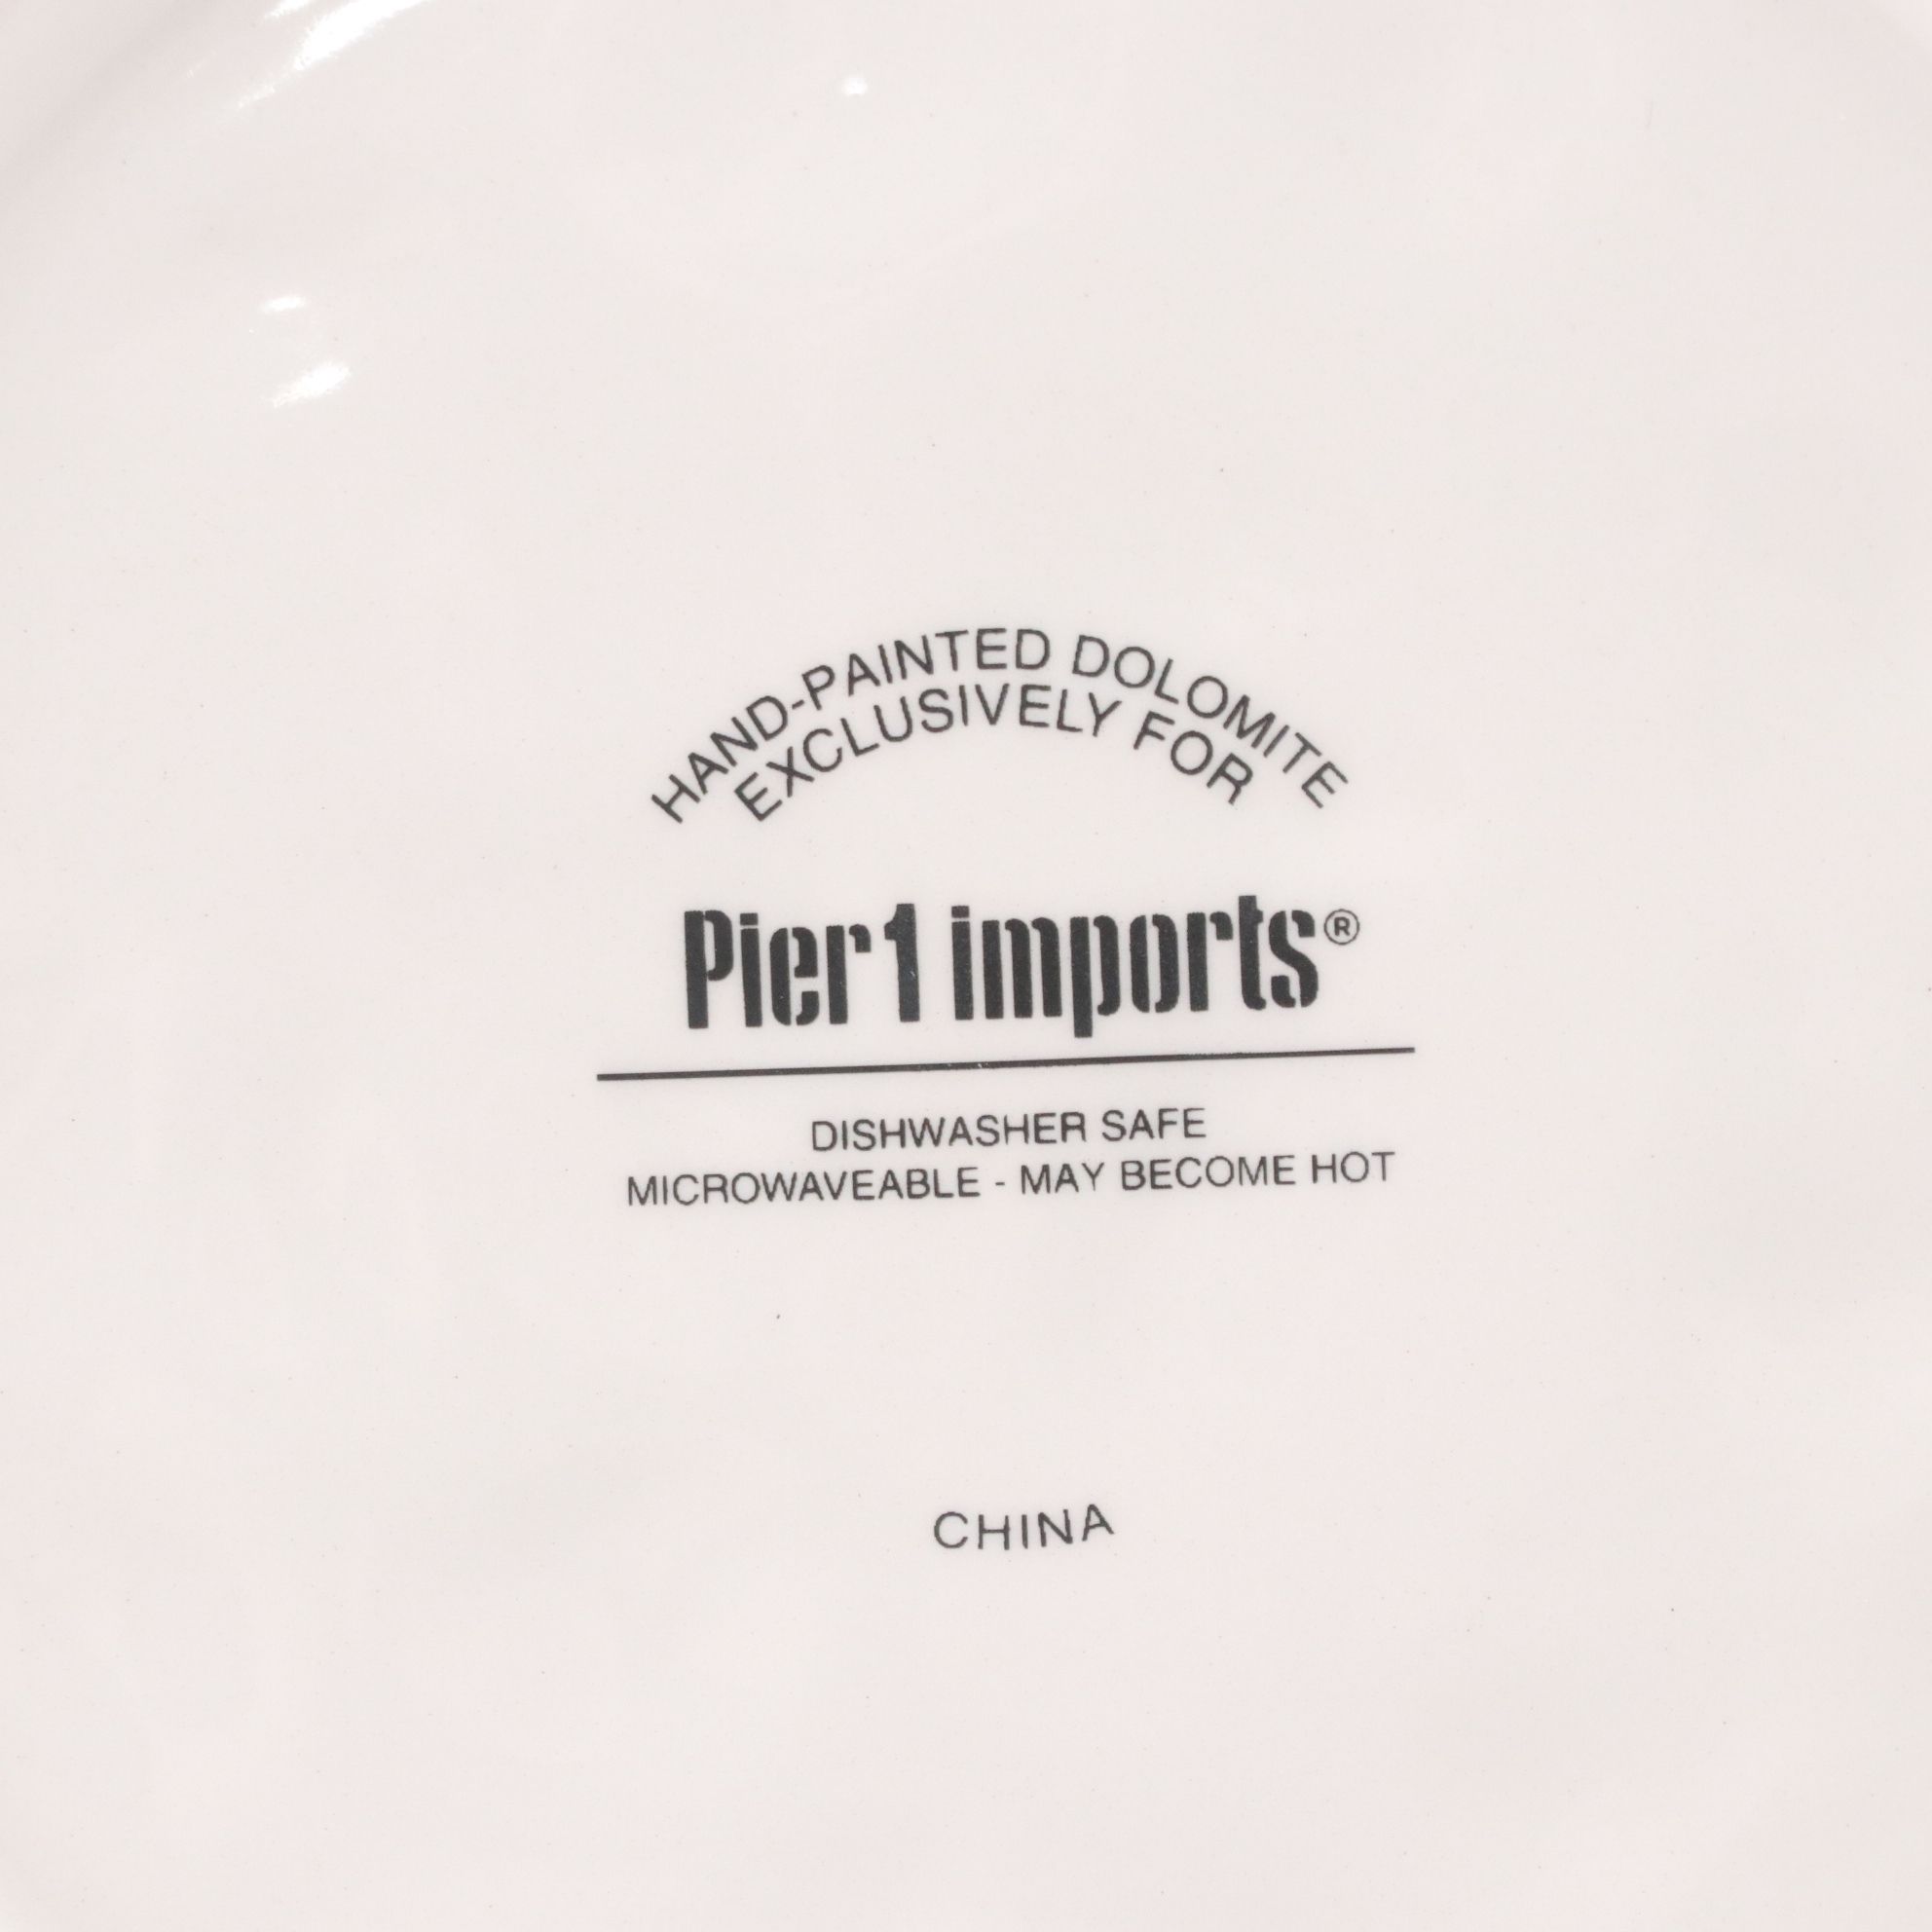 HAND-PAINTED DOLOMITE
EXCLUSIVELY FOR
Pier 1 imports®
DISHWASHER SAFE
MICROWAVEABLE - MAY BECOME HOT
CHINA